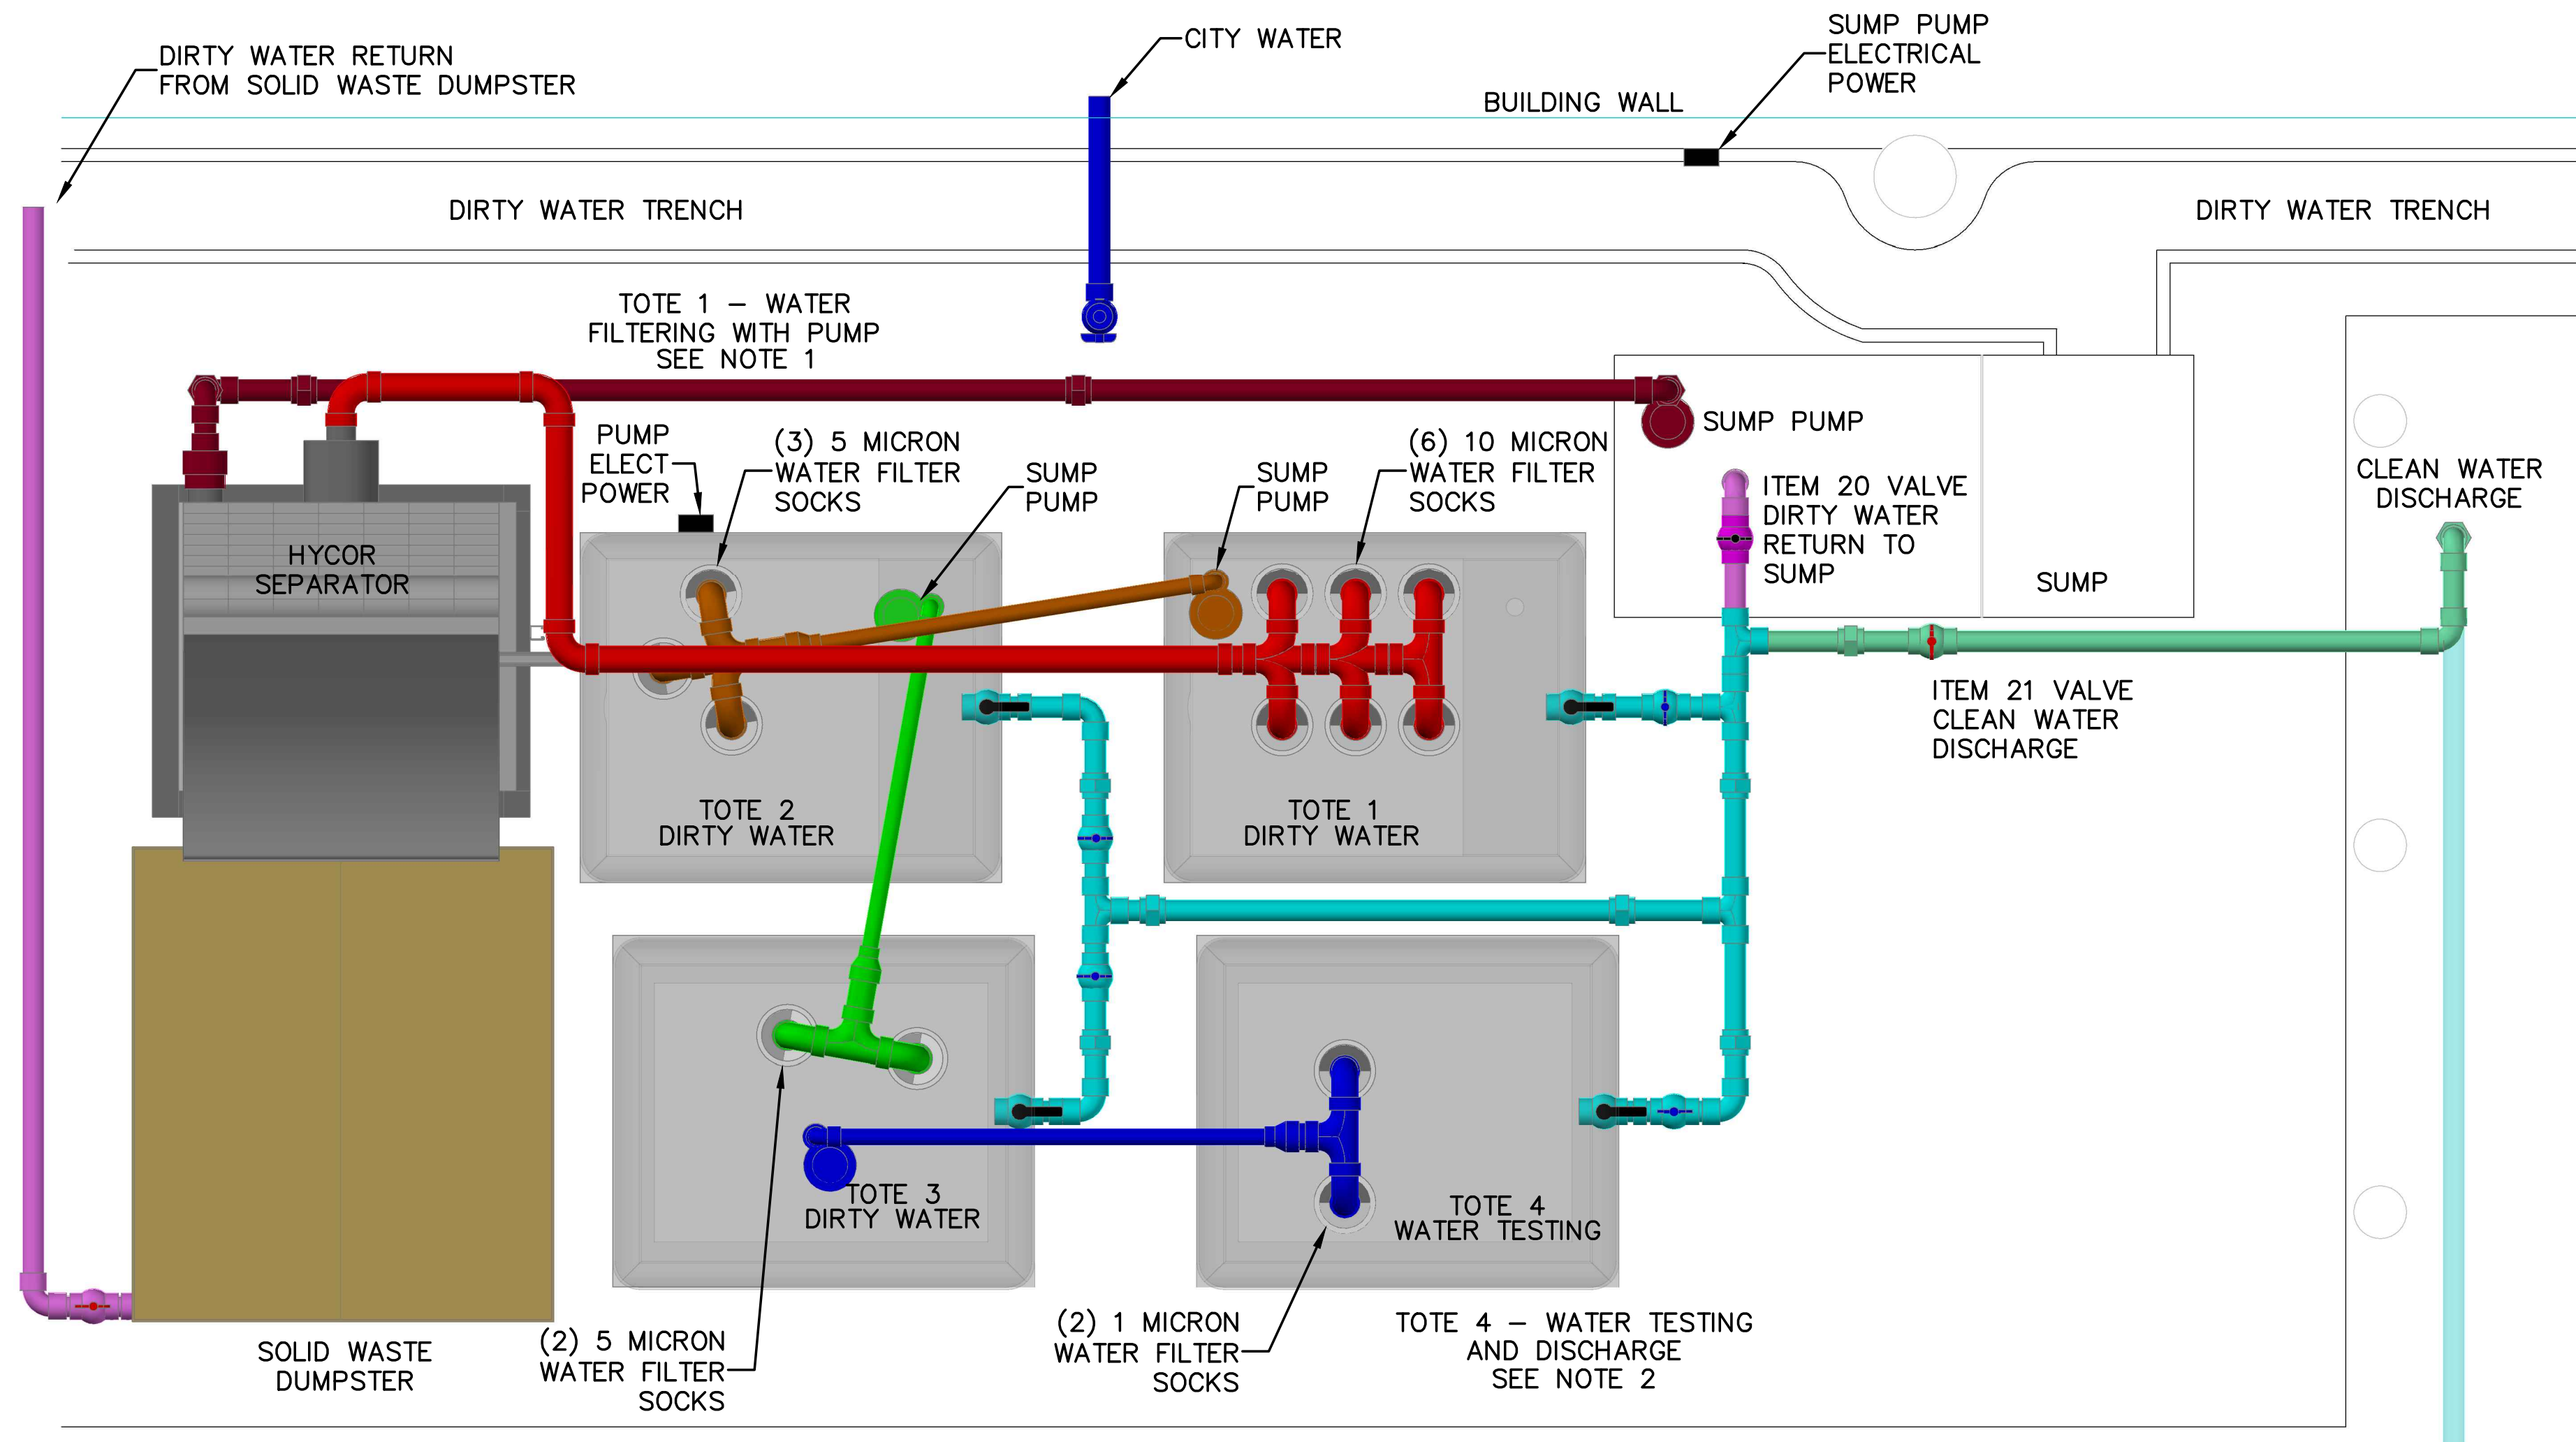 DIRTY WATER RETURN
FROM SOLID WASTE DUMPSTER
CITY WATER
SUMP PUMP
ELECTRICAL
POWER
BUILDING WALL
DIRTY WATER TRENCH
DIRTY WATER TRENCH
TOTE 1 – WATER
FILTERING WITH PUMP
SEE NOTE 1
PUMP
ELECT
POWER
(3) 5 MICRON
WATER FILTER
SOCKS
SUMP
PUMP
SUMP
PUMP
(6) 10 MICRON
WATER FILTER
SOCKS
SUMP PUMP
ITEM 20 VALVE
DIRTY WATER
RETURN TO
SUMP
SUMP
CLEAN WATER
DISCHARGE
HYCOR
SEPARATOR
ITEM 21 VALVE
CLEAN WATER
DISCHARGE
TOTE 2
DIRTY WATER
TOTE 1
DIRTY WATER
TOTE 3
DIRTY WATER
TOTE 4
WATER TESTING
SOLID WASTE
DUMPSTER
(2) 5 MICRON
WATER FILTER
SOCKS
(2) 1 MICRON
WATER FILTER
SOCKS
TOTE 4 – WATER TESTING
AND DISCHARGE
SEE NOTE 2